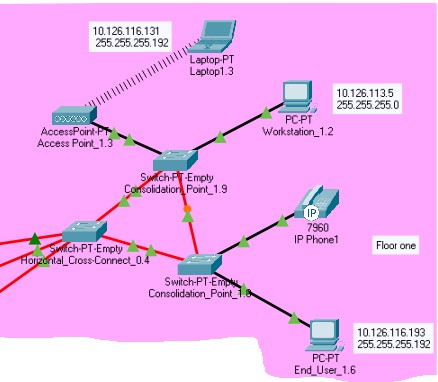 10.126.116.131
255.255.255.192
Laptop-PT
Laptop1.3
10.126.113.5
255.255.255.0
PC-PT
Workstation_1.2
AccessPoint-PT
Access Point_1.3
Switch-PT-Empty
Consolidation_Point_1.9
IP
7960
IP Phone1
Floor one
Switch-PT-Empty
Horizontal_Cross-Connect_0.4
Switch-PT-Empty
10.126.116.193
255.255.255.192
PC-PT
End_User_1.6